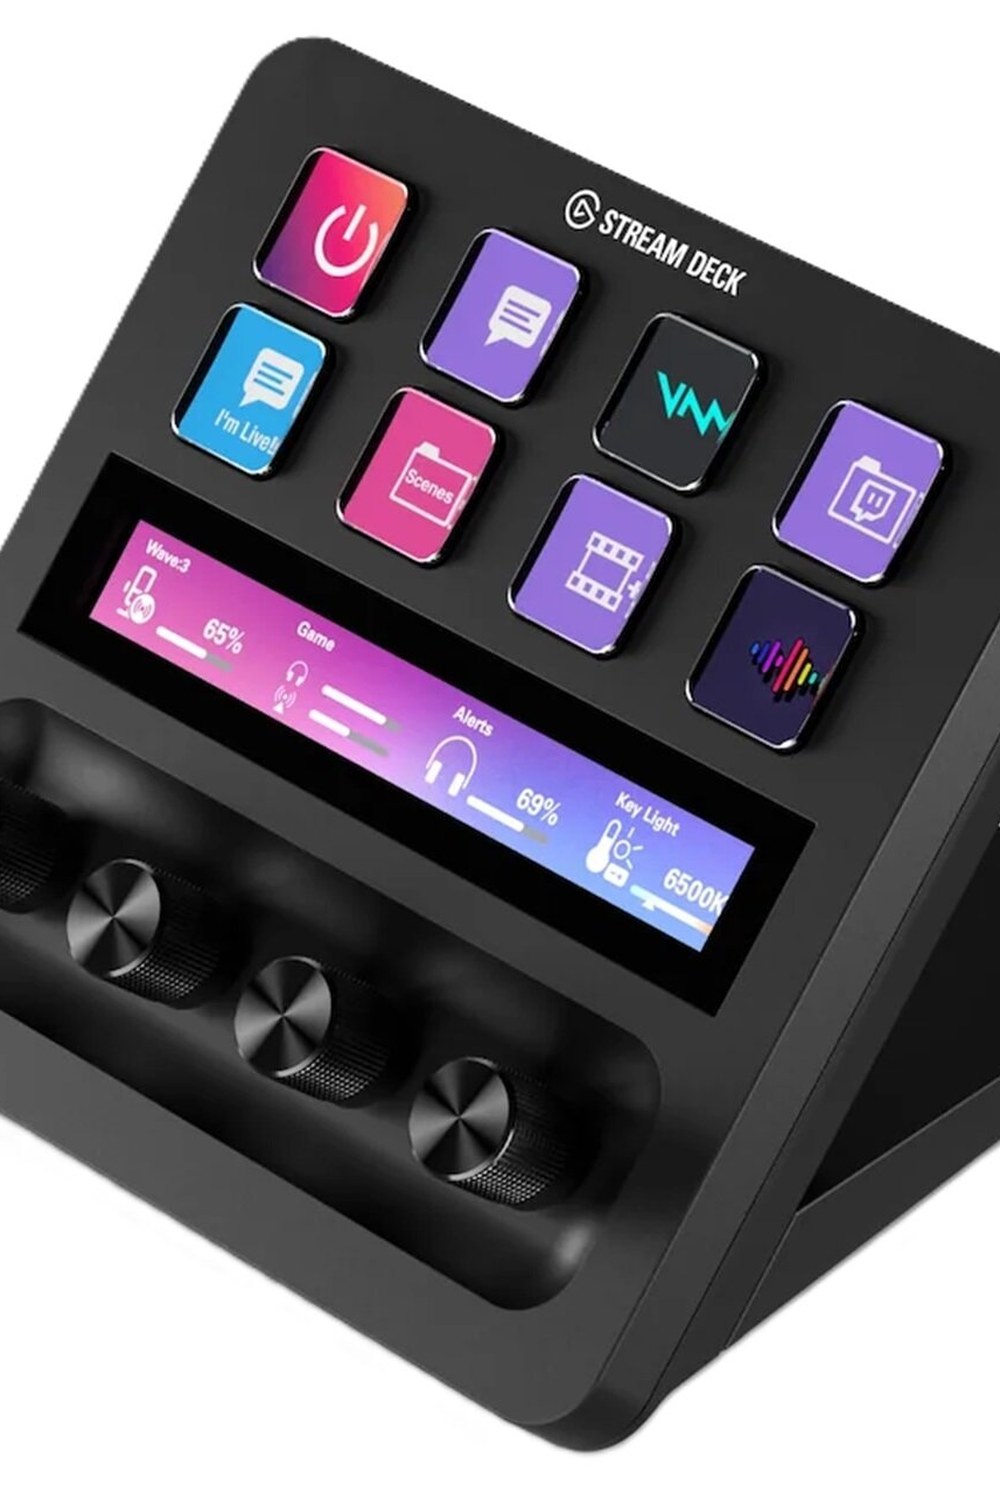 STREAM DECK
I'm Live!!
Scenes
Wave:3
65%
Game
Alerts
69%
Key Light
6500K